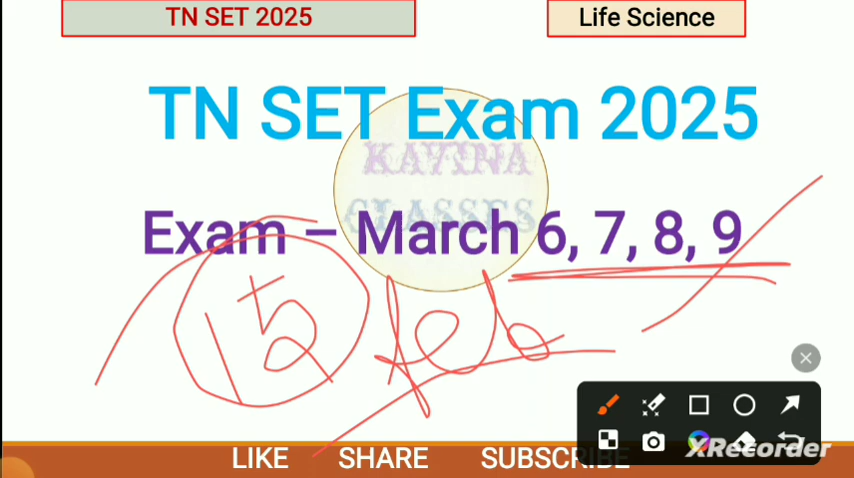 TN SET 2025
Life Science
TN SET Exam 2025
KAVINA
CLASSES
Exam – March 6, 7, 8, 9
15 feb
XRecorder
LIKE SHARE SUBSCRIBE